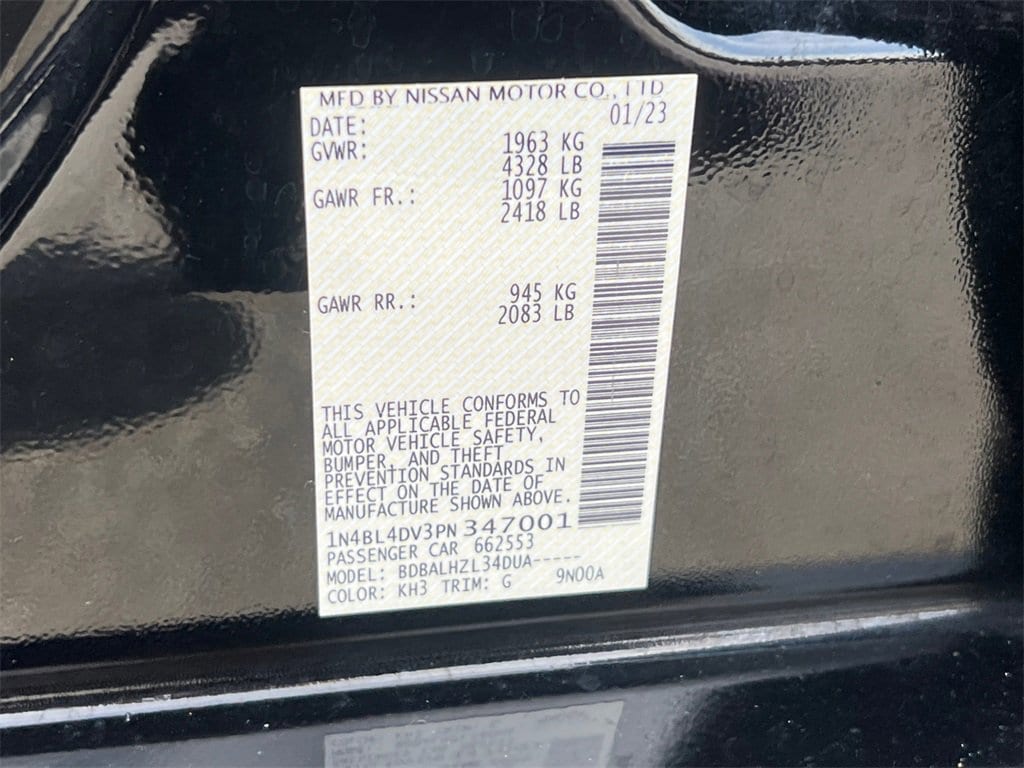 MFD BY NISSAN MOTOR CO., LTD
DATE: 01/23
GVWR: 1963 KG
4328 LB
GAWR FR.: 1097 KG
2418 LB
GAWR RR.: 945 KG
2083 LB
THIS VEHICLE CONFORMS TO
ALL APPLICABLE FEDERAL
MOTOR VEHICLE SAFETY,
BUMPER, AND THEFT
PREVENTION STANDARDS IN
EFFECT ON THE DATE OF
MANUFACTURE SHOWN ABOVE.
1N4BL4DV3PN347001
PASSENGER CAR 662553
MODEL: BDBALHZL34DUA-----
COLOR: KH3 TRIM: G 9N00A